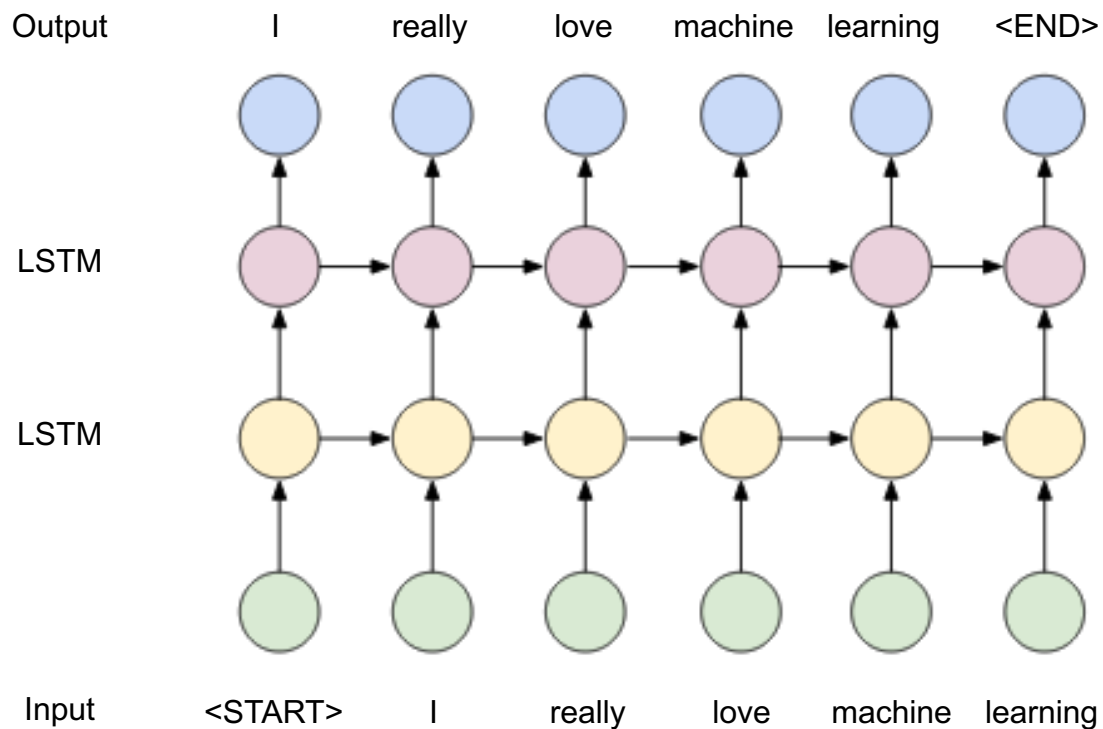 Output I really love machine learning <END>
LSTM
LSTM
Input <START> I really love machine learning